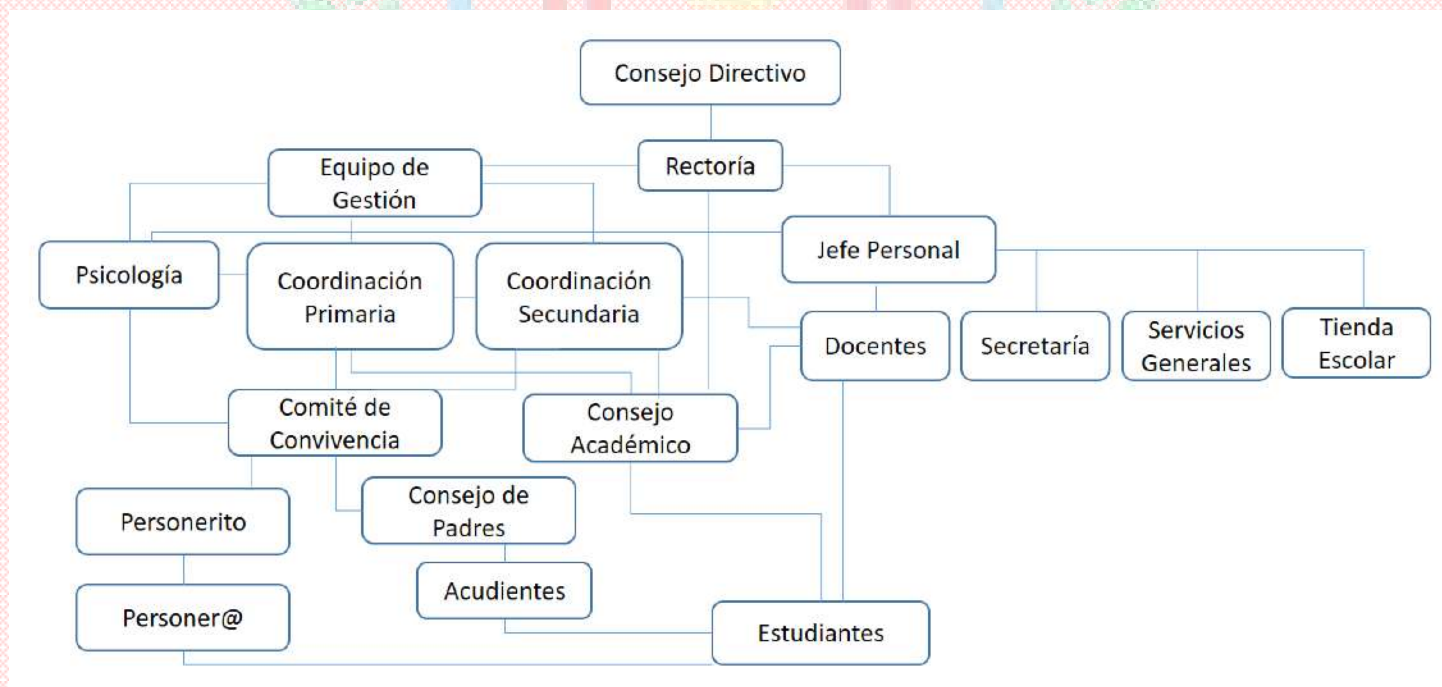 Consejo Directivo
Rectoría
Equipo de
Gestión
Jefe Personal
Psicología
Coordinación
Primaria
Coordinación
Secundaria
Docentes
Secretaría
Servicios
Generales
Tienda
Escolar
Comité de
Convivencia
Consejo
Académico
Personerito
Consejo de
Padres
Acudientes
Personer@
Estudiantes